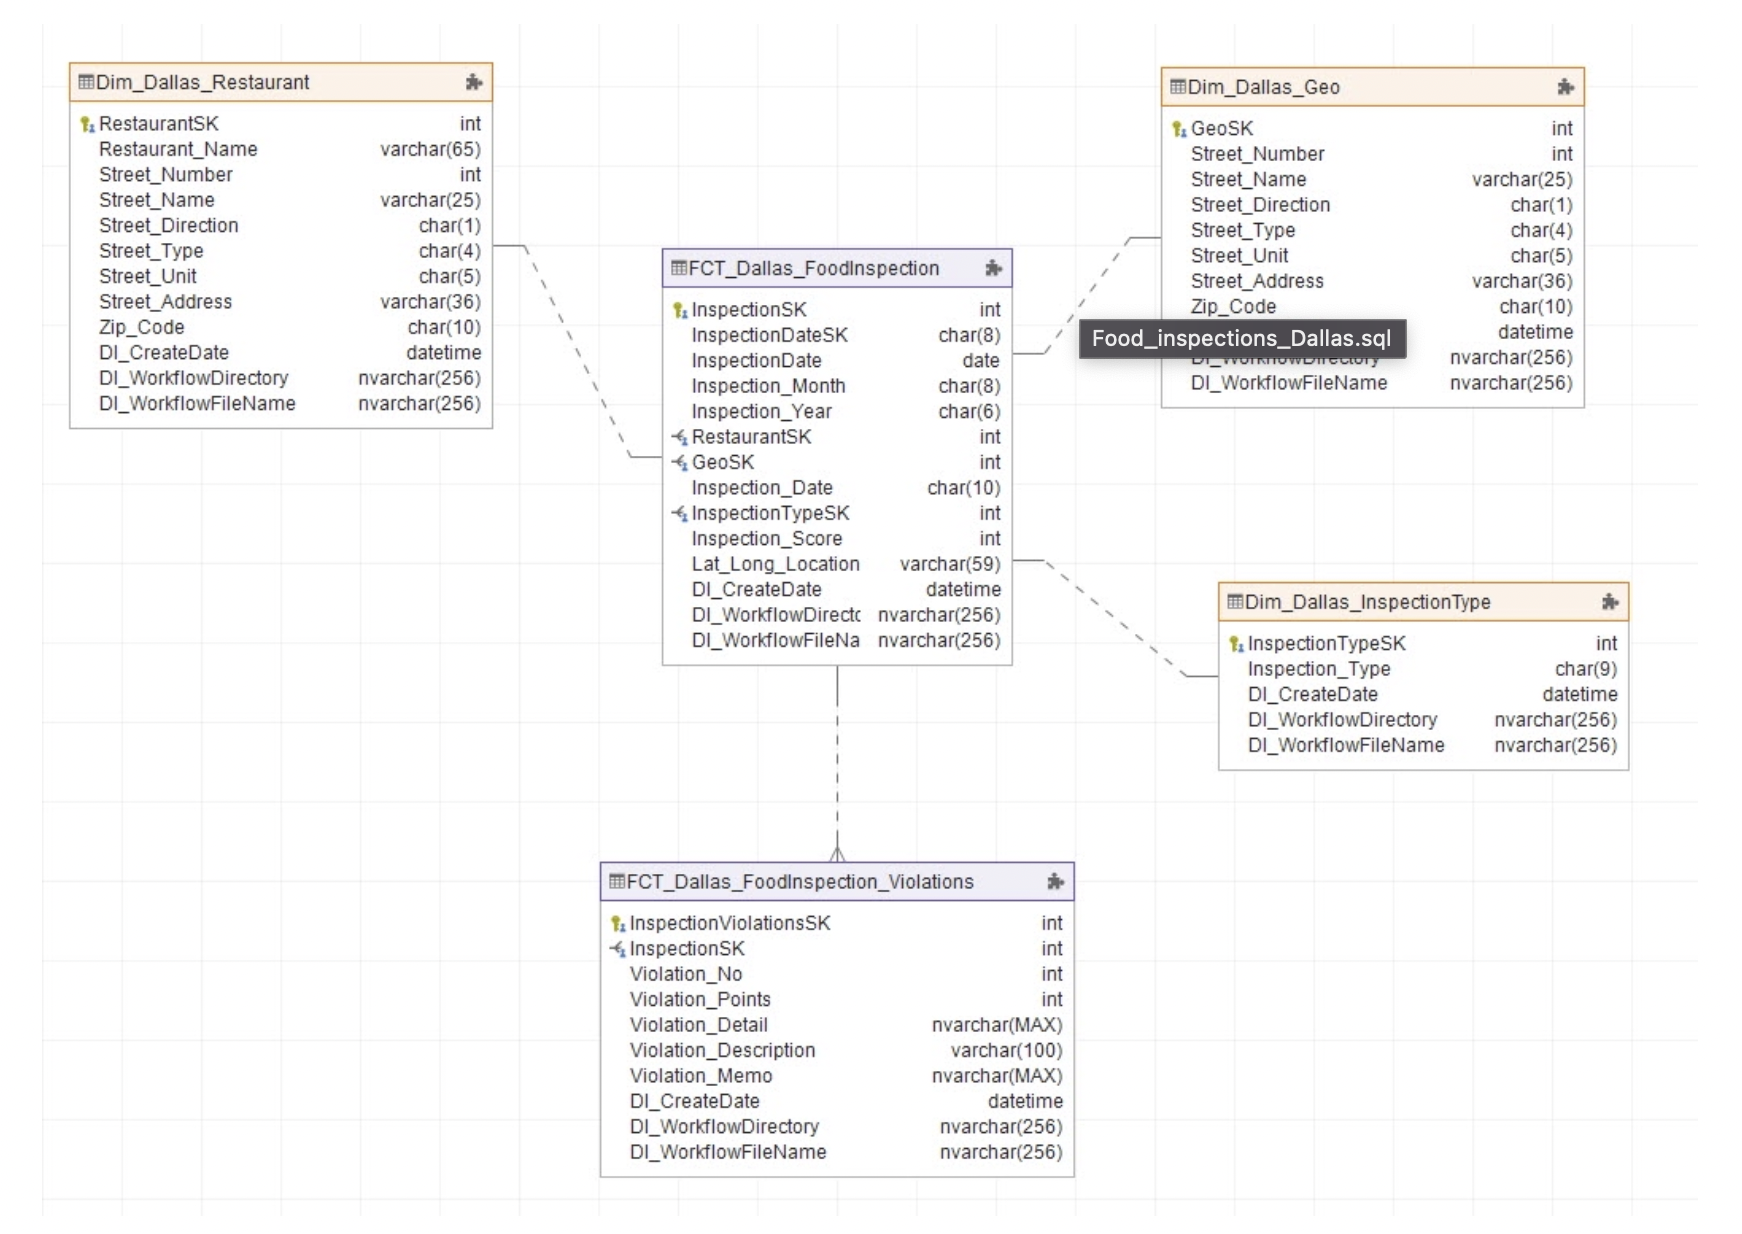 Dim_Dallas_Restaurant
RestaurantSK int
Restaurant_Name varchar(65)
Street_Number int
Street_Name varchar(25)
Street_Direction char(1)
Street_Type char(4)
Street_Unit char(5)
Street_Address varchar(36)
Zip_Code char(10)
DI_CreateDate datetime
DI_WorkflowDirectory nvarchar(256)
DI_WorkflowFileName nvarchar(256)
Dim_Dallas_Geo
GeoSK int
Street_Number int
Street_Name varchar(25)
Street_Direction char(1)
Street_Type char(4)
Street_Unit char(5)
Street_Address varchar(36)
Zip_Code char(10)
datetime
Food_inspections_Dallas.sql
DI_WorkflowDirectory nvarchar(256)
DI_WorkflowFileName nvarchar(256)
FCT_Dallas_FoodInspection
InspectionSK int
InspectionDateSK char(8)
InspectionDate date
Inspection_Month char(8)
Inspection_Year char(6)
RestaurantSK int
GeoSK int
Inspection_Date char(10)
InspectionTypeSK int
Inspection_Score int
Lat_Long_Location varchar(59)
DI_CreateDate datetime
DI_WorkflowDirectc nvarchar(256)
DI_WorkflowFileNa nvarchar(256)
Dim_Dallas_InspectionType
InspectionTypeSK int
Inspection_Type char(9)
DI_CreateDate datetime
DI_WorkflowDirectory nvarchar(256)
DI_WorkflowFileName nvarchar(256)
FCT_Dallas_FoodInspection_Violations
InspectionViolationsSK int
InspectionSK int
Violation_No int
Violation_Points int
Violation_Detail nvarchar(MAX)
Violation_Description varchar(100)
Violation_Memo nvarchar(MAX)
DI_CreateDate datetime
DI_WorkflowDirectory nvarchar(256)
DI_WorkflowFileName nvarchar(256)